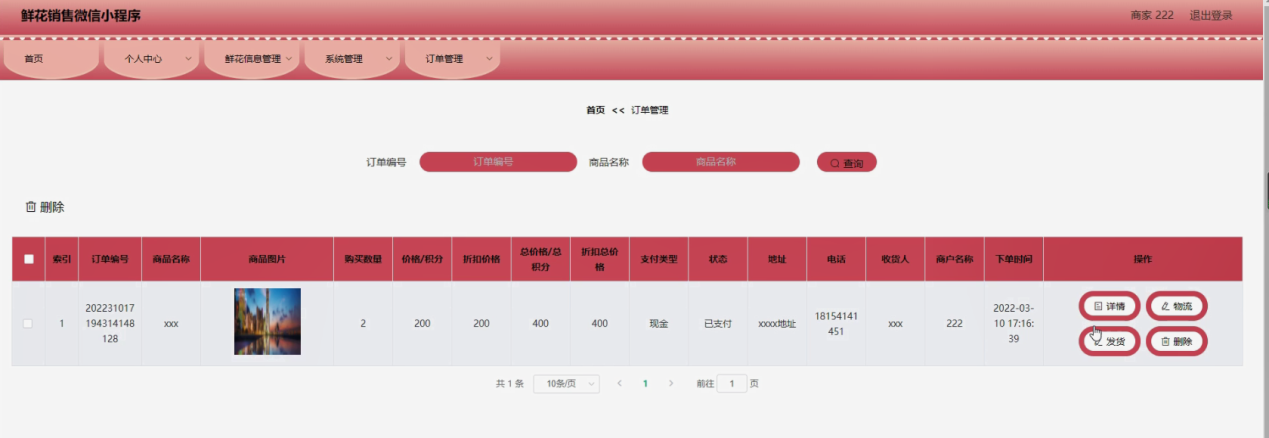 鲜花销售微信小程序
商家 222 退出登录
首页 个人中心 鲜花信息管理 系统管理 订单管理
首页 << 订单管理
订单编号 订单编号 商品名称 商品名称 查询
删除
索引 订单编号 商品名称 商品图片 购买数量 价格/积分 折扣价格 总价格/总积分 折扣总价格 支付类型 状态 地址 电话 收货人 商户名称 下单时间 操作
1 202231017194314148128 xxx 2 200 200 400 400 现金 已支付 xxxx地址 18154141451 xxx 222 2022-03-10 17:16:39 详情 物流
发货 删除
共 1 条 10条/页 < 1 > 前往 1 页